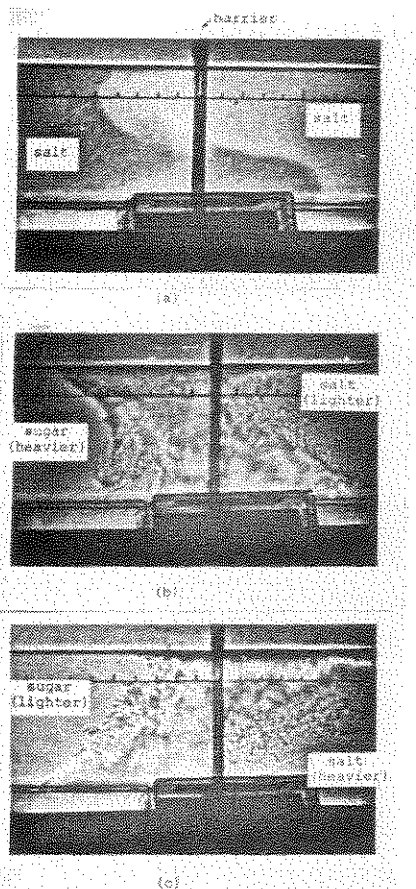 barrier
salt
salt
(a)
salt
(lighter)
sugar
(heavier)
(b)
sugar
(lighter)
salt
(heavier)
(c)